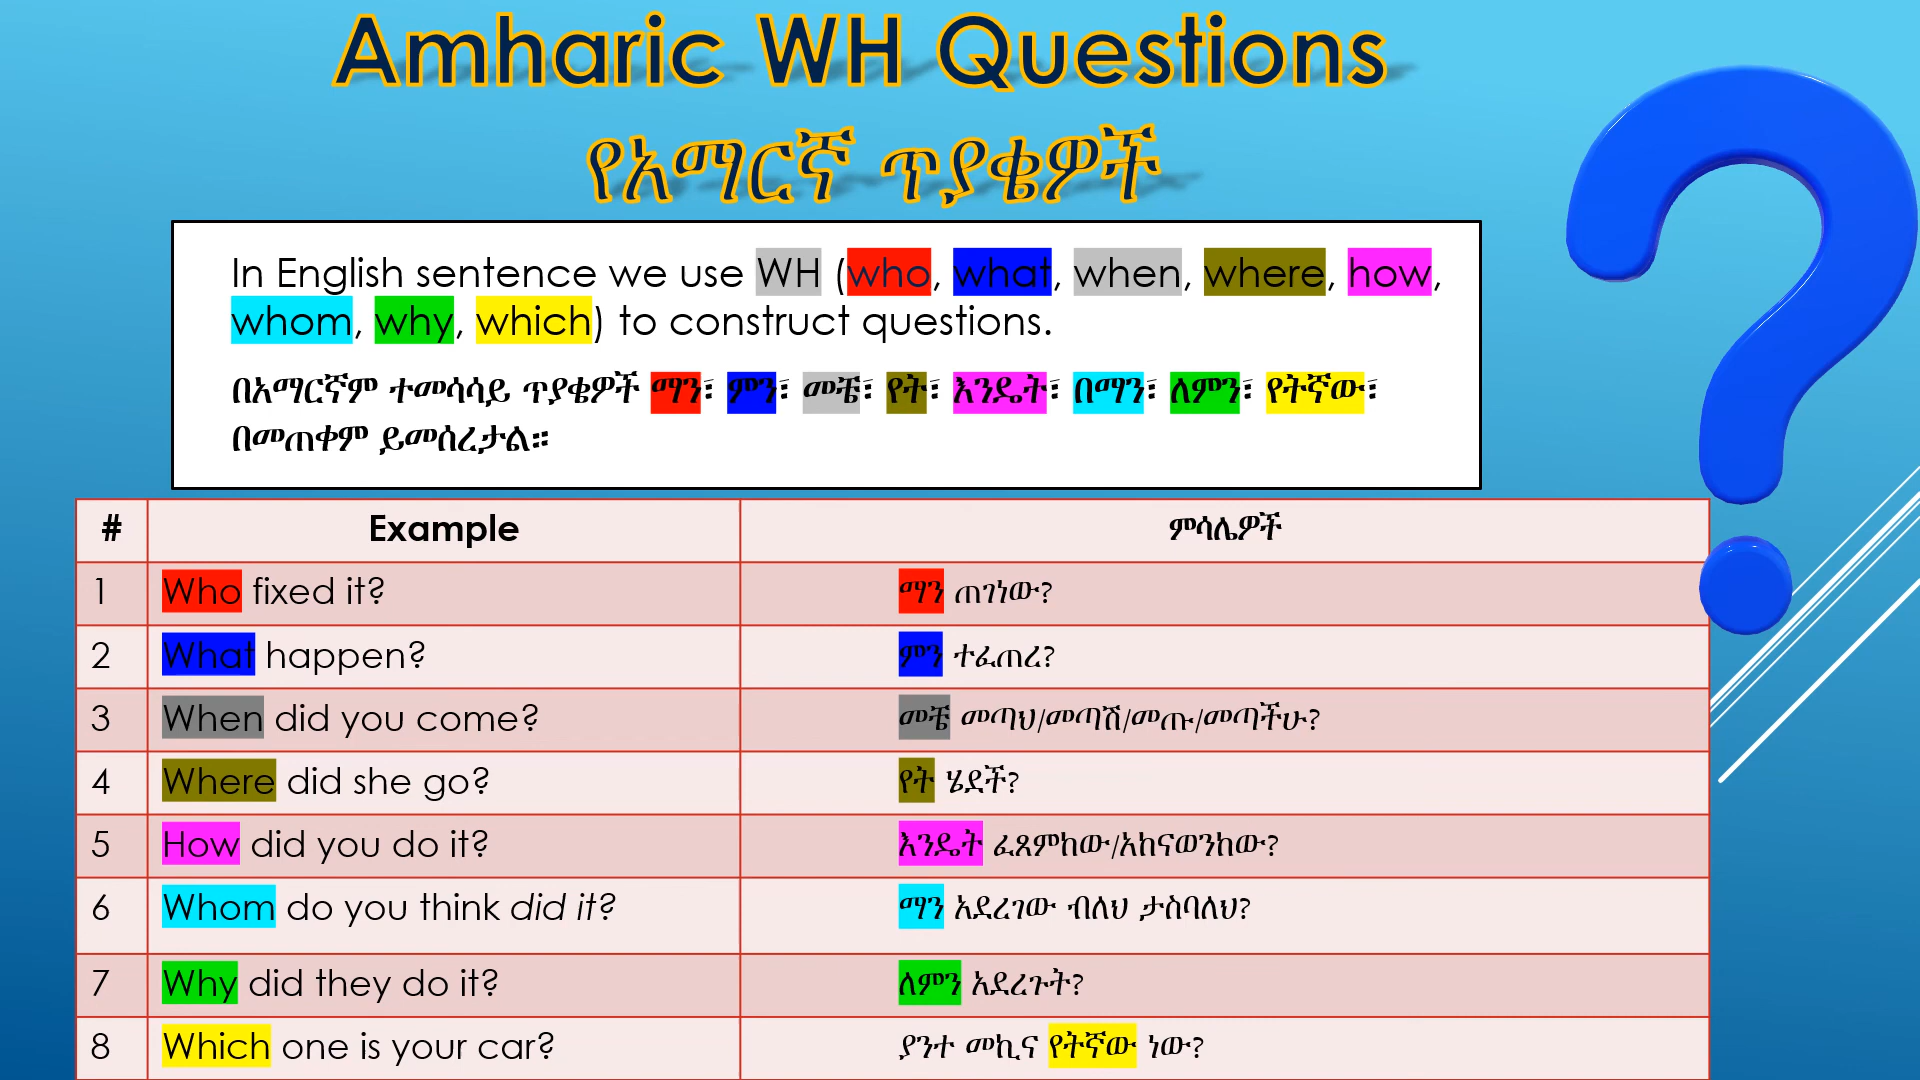 Amharic WH Questions
የአማርኛ ጥያቄዎች
In English sentence we use WH (who, what, when, where, how,
whom, why, which) to construct questions.
በአማርኛም ተመሳሳይ ጥያቄዎች ማን፣ ምን፣ መቼ፣ የት፣ እንዴት፣ በማን፣ ለምን፣ የትኛው፣
በመጠቀም ይመሰረታል።
# Example ምሳሌዎች
1 Who fixed it? ማን ጠገነው?
2 What happen? ምን ተፈጠረ?
3 When did you come? መቼ መጣህ/መጣሽ/መጡ/መጣችሁ?
4 Where did she go? የት ሄደች?
5 How did you do it? እንዴት ፈጸምከው/አከናወንከው?
6 Whom do you think did it? ማን አደረገው ብለህ ታስባለህ?
7 Why did they do it? ለምን አደረጉት?
8 Which one is your car? ያንተ መኪና የትኛው ነው?